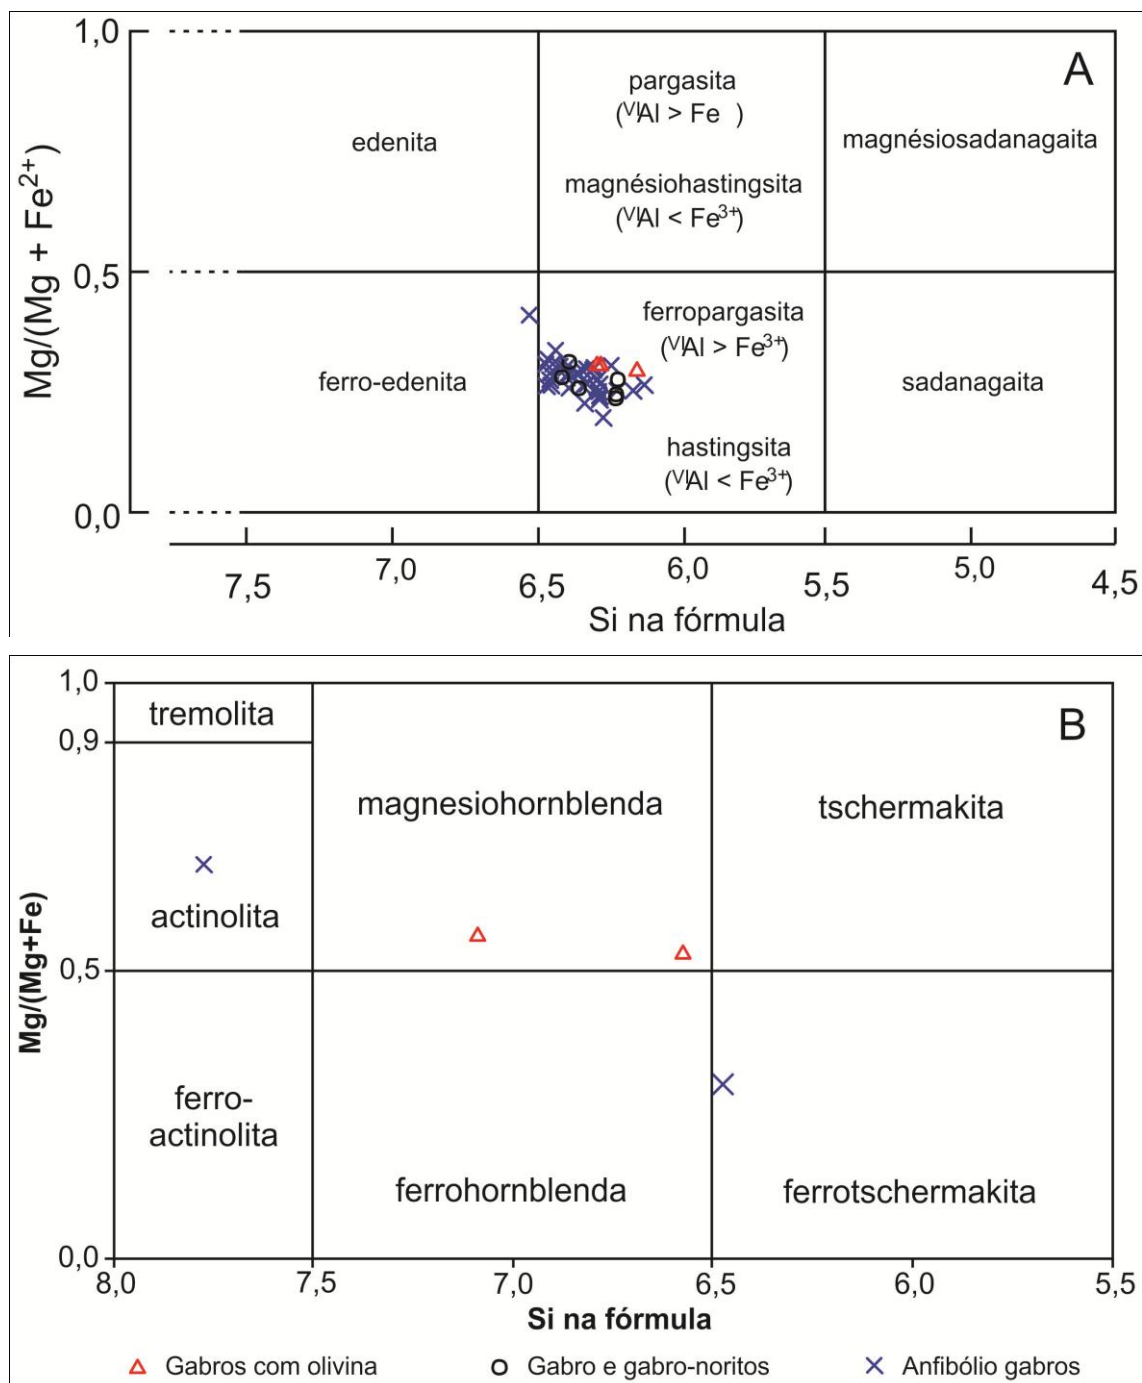 A
Mg/(Mg + Fe2+)
1,0
0,5
0,0
edenita
pargasita
(VIAl > Fe )
magnésiohastingsita
(VIAl < Fe3+)
magnésiosadanagaita
ferro-edenita
ferropargasita
(VIAl > Fe3+)
hastingsita
(VIAl < Fe3+)
sadanagaita
7,5 7,0 6,5 6,0 5,5 5,0 4,5
Si na fórmula
B
Mg/(Mg+Fe)
1,0
0,9
0,5
0,0
tremolita
actinolita
magnesiohornblenda
tschermakita
ferro-
actinolita
ferrohornblenda
ferrotschermakita
8,0 7,5 7,0 6,5 6,0 5,5
Si na fórmula
Gabros com olivina
Gabro e gabro-noritos
Anfibólio gabros